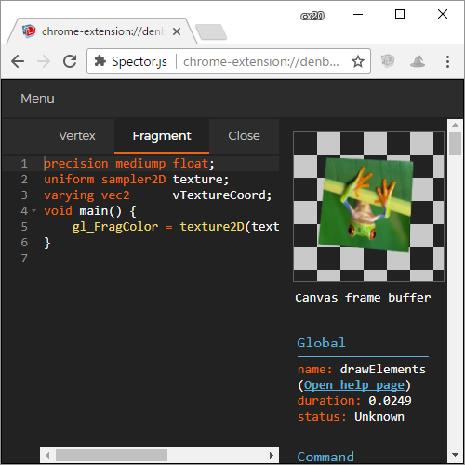 cx20
chrome-extension://denb
Spector.js
chrome-extension://denb...
Menu
Vertex
Fragment
Close
1 precision mediump float;
2 uniform sampler2D texture;
3 varying vec2 vTextureCoord;
4 void main() {
5 gl_FragColor = texture2D(text
6 }
7
Canvas frame buffer
Global
name: drawElements
(Open help page)
duration: 0.0249
status: Unknown
Command